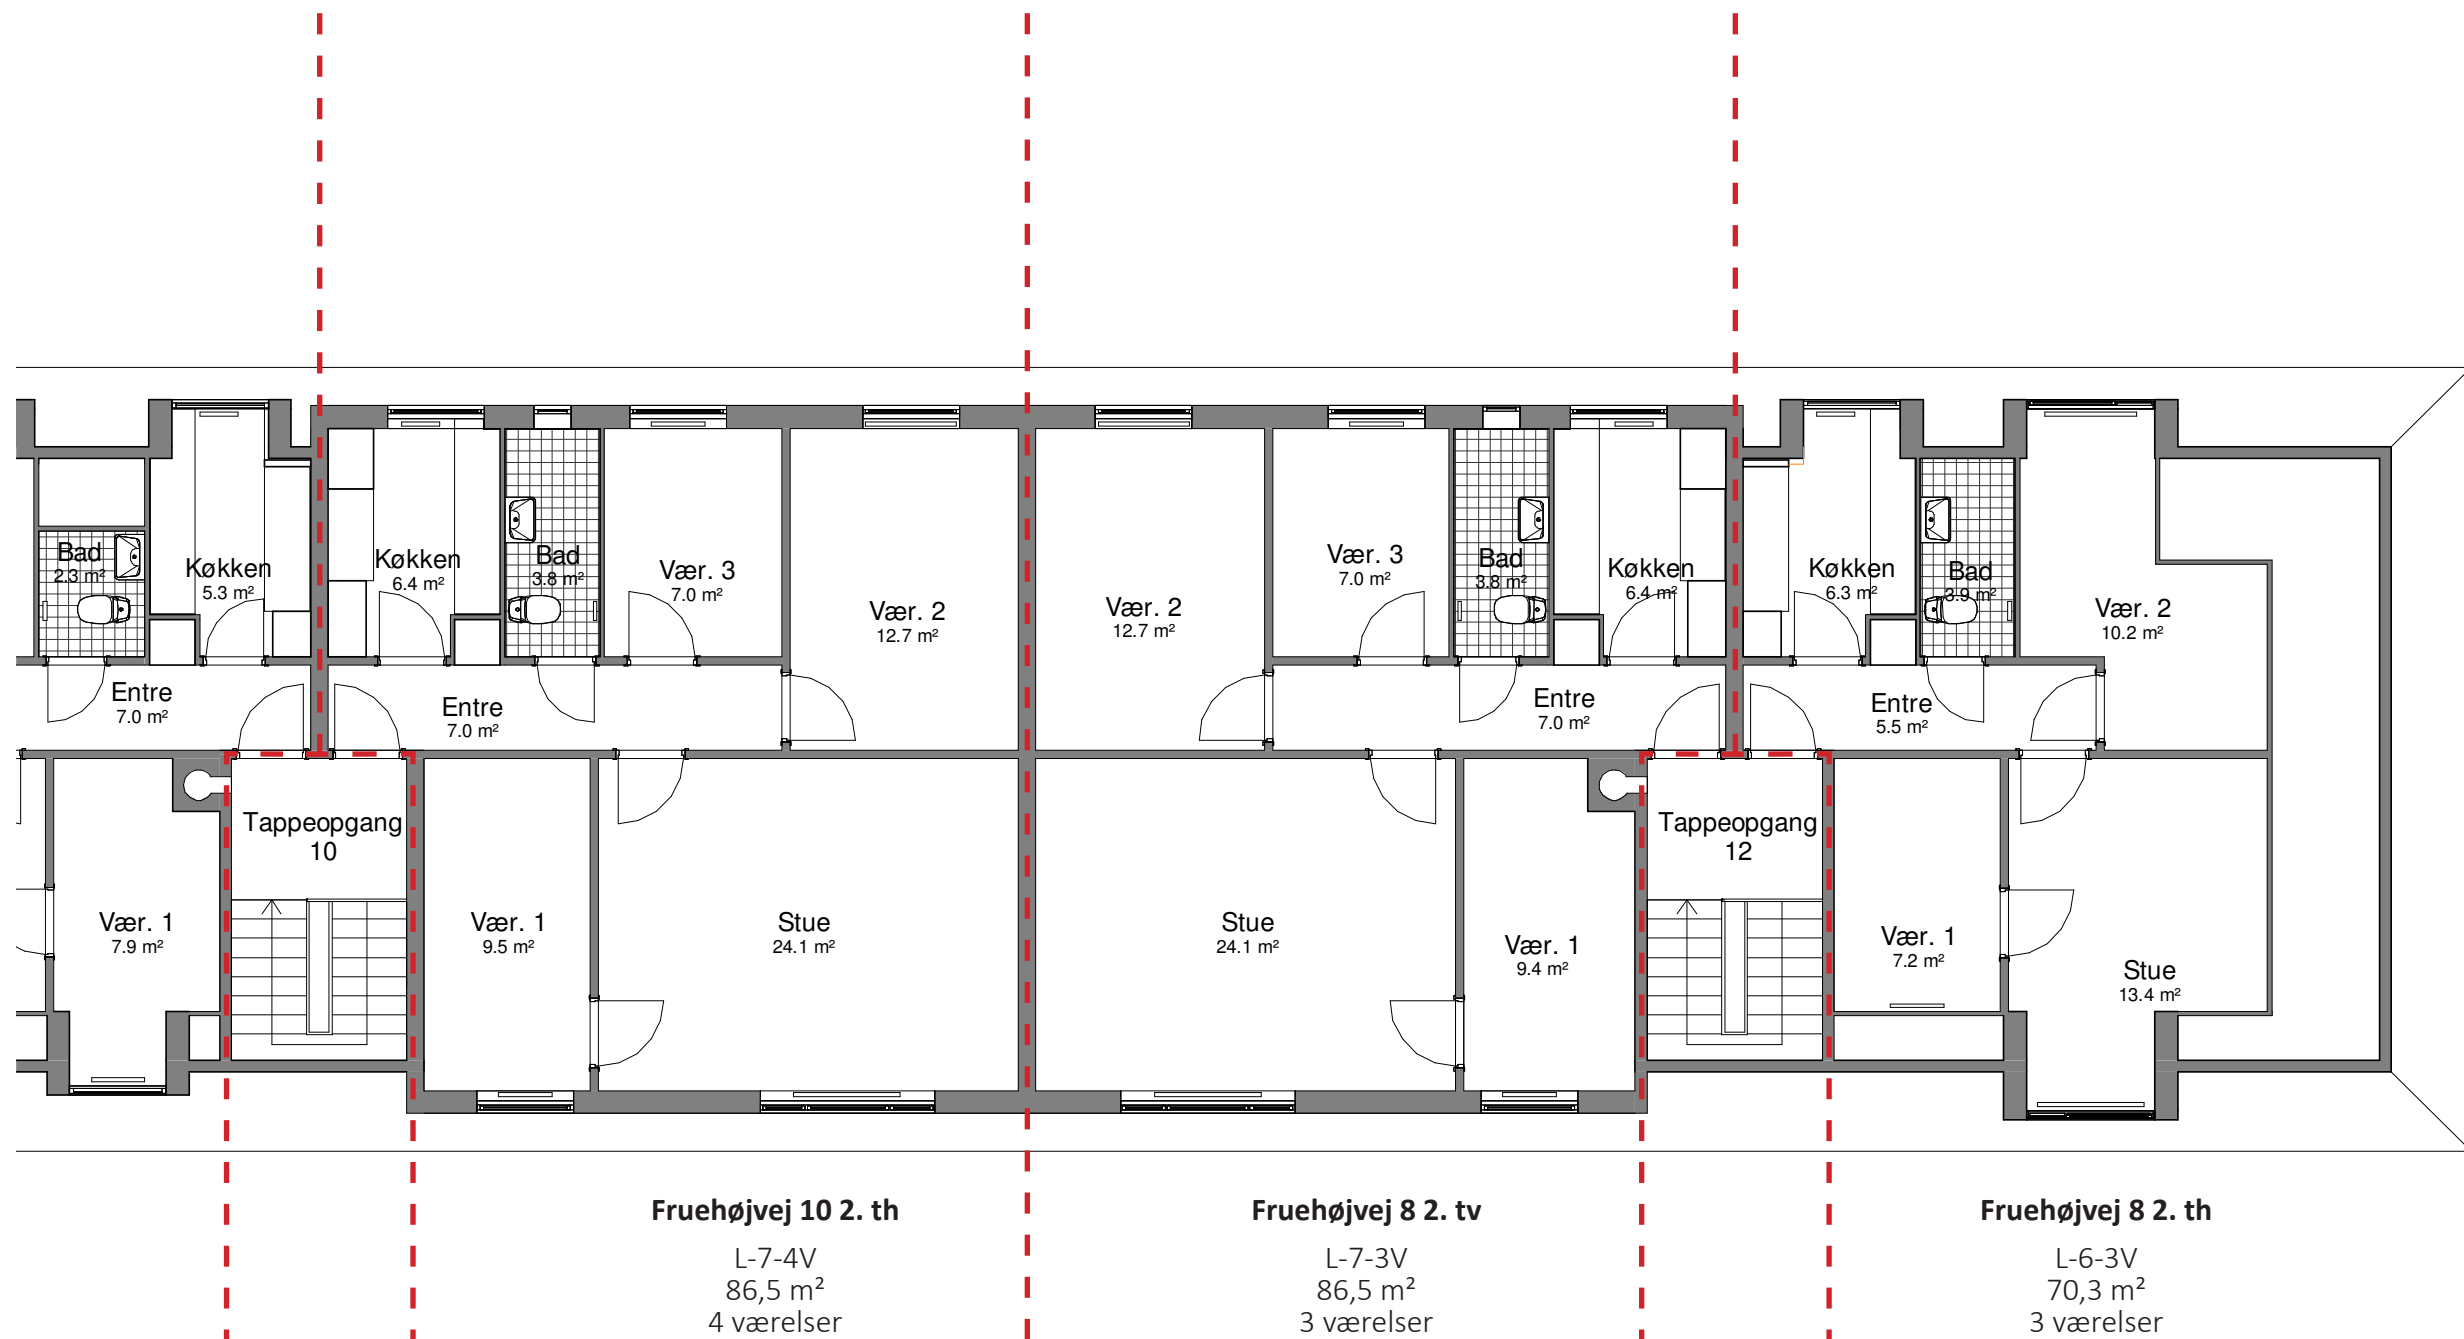 Bad
2.3 m²
Køkken
5.3 m²
Entre
7.0 m²
Vær. 1
7.9 m²
Tappeopgang
10
Køkken
6.4 m²
Bad
3.8 m²
Vær. 3
7.0 m²
Vær. 2
12.7 m²
Entre
7.0 m²
Vær. 1
9.5 m²
Stue
24.1 m²
Vær. 2
12.7 m²
Vær. 3
7.0 m²
Bad
3.8 m²
Køkken
6.4 m²
Entre
7.0 m²
Stue
24.1 m²
Vær. 1
9.4 m²
Tappeopgang
12
Køkken
6.3 m²
Bad
3.9 m²
Vær. 2
10.2 m²
Entre
5.5 m²
Vær. 1
7.2 m²
Stue
13.4 m²
Fruehøjvej 10 2. th
L-7-4V
86,5 m²
4 værelser
Fruehøjvej 8 2. tv
L-7-3V
86,5 m²
3 værelser
Fruehøjvej 8 2. th
L-6-3V
70,3 m²
3 værelser